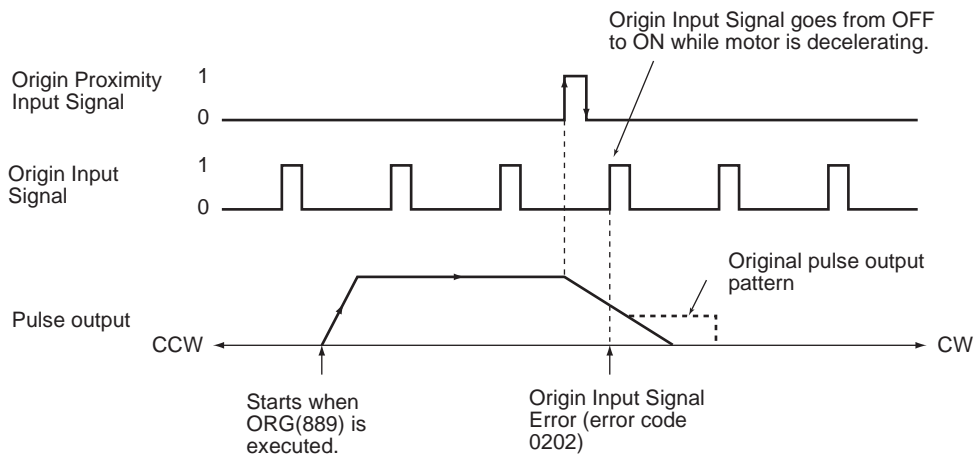 Origin Input Signal goes from OFF
to ON while motor is decelerating.
Origin Proximity
Input Signal
1
0
Origin Input
Signal
1
0
Original pulse output
pattern
Pulse output
CCW
CW
Starts when
ORG(889) is
executed.
Origin Input Signal
Error (error code
0202)